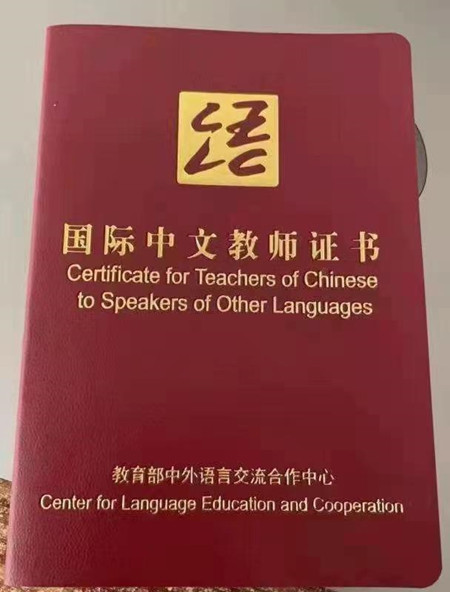 国际中文教师证书
Certificate for Teachers of Chinese
to Speakers of Other Languages
教育部中外语言交流合作中心
Center for Language Education and Cooperation